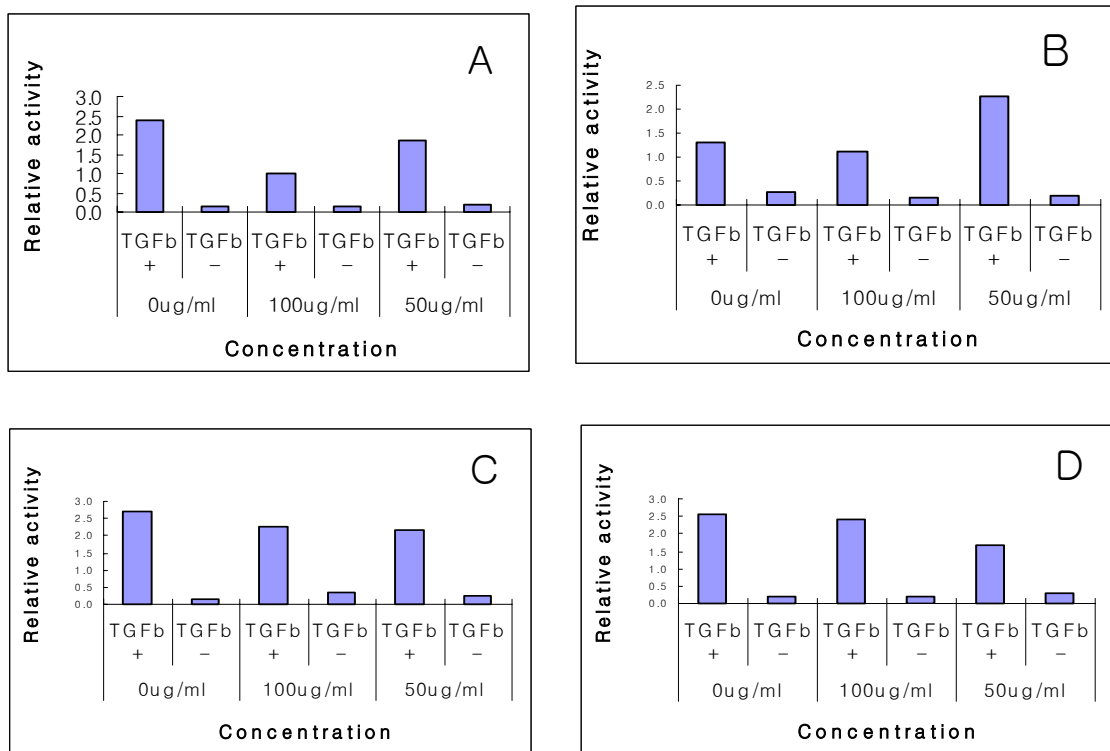 A
Relative activity
3.0
2.5
2.0
1.5
1.0
0.5
0.0
TGFb TGFb TGFb TGFb TGFb TGFb
+ − + − + −
0ug/ml 100ug/ml 50ug/ml
Concentration
B
Relative activity
2.5
2.0
1.5
1.0
0.5
0.0
TGFb TGFb TGFb TGFb TGFb TGFb
+ − + − + −
0ug/ml 100ug/ml 50ug/ml
Concentration
C
Relative activity
3.0
2.5
2.0
1.5
1.0
0.5
0.0
TGFb TGFb TGFb TGFb TGFb TGFb
+ − + − + −
0ug/ml 100ug/ml 50ug/ml
Concentration
D
Relative activity
3.0
2.5
2.0
1.5
1.0
0.5
0.0
TGFb TGFb TGFb TGFb TGFb TGFb
+ − + − + −
0ug/ml 100ug/ml 50ug/ml
Concentration